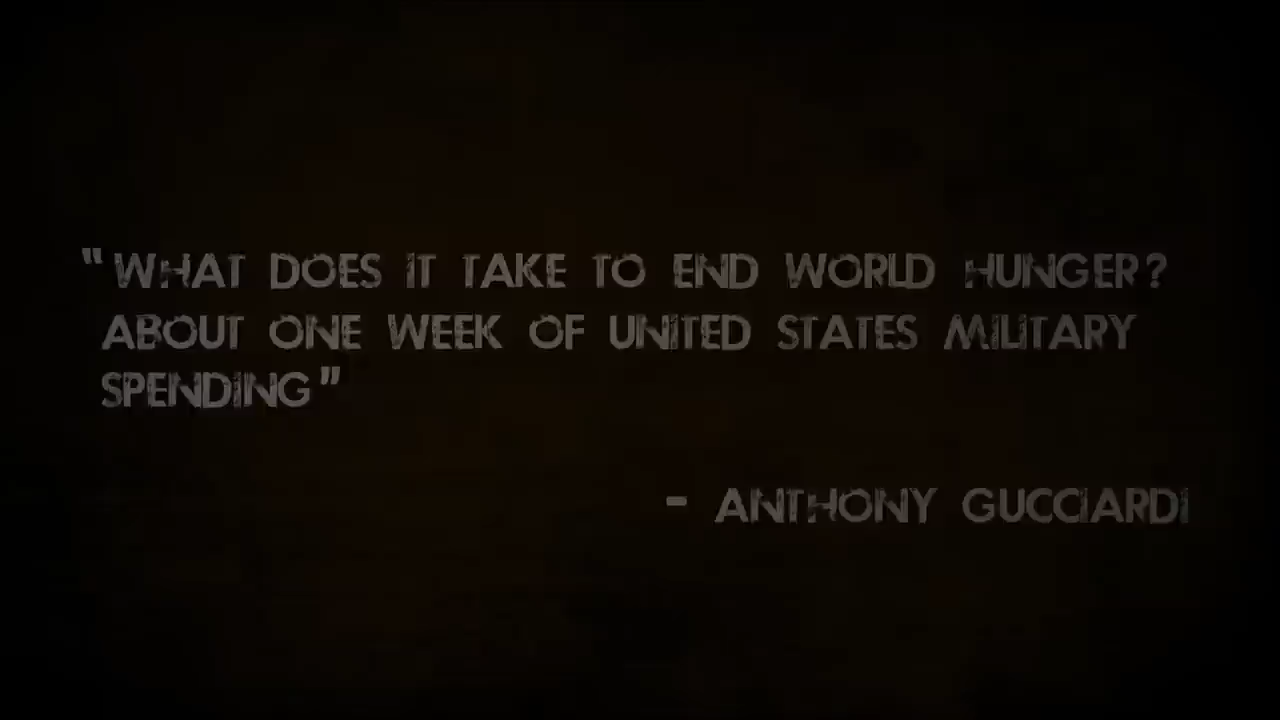 "WHAT DOES IT TAKE TO END WORLD HUNGER?
ABOUT ONE WEEK OF UNITED STATES MILITARY
SPENDING"
- ANTHONY GUCCIARDI